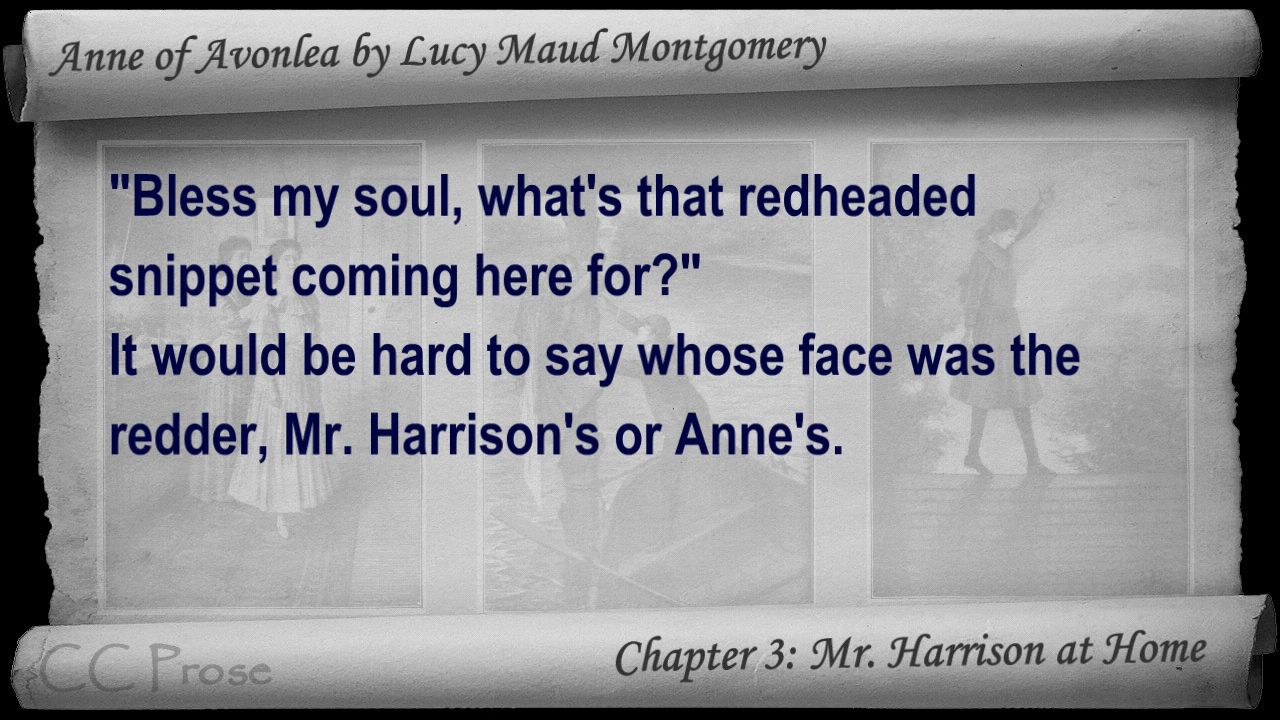 Anne of Avonlea by Lucy Maud Montgomery
"Bless my soul, what's that redheaded
snippet coming here for?"
It would be hard to say whose face was the
redder, Mr. Harrison's or Anne's.
CC Prose
Chapter 3: Mr. Harrison at Home